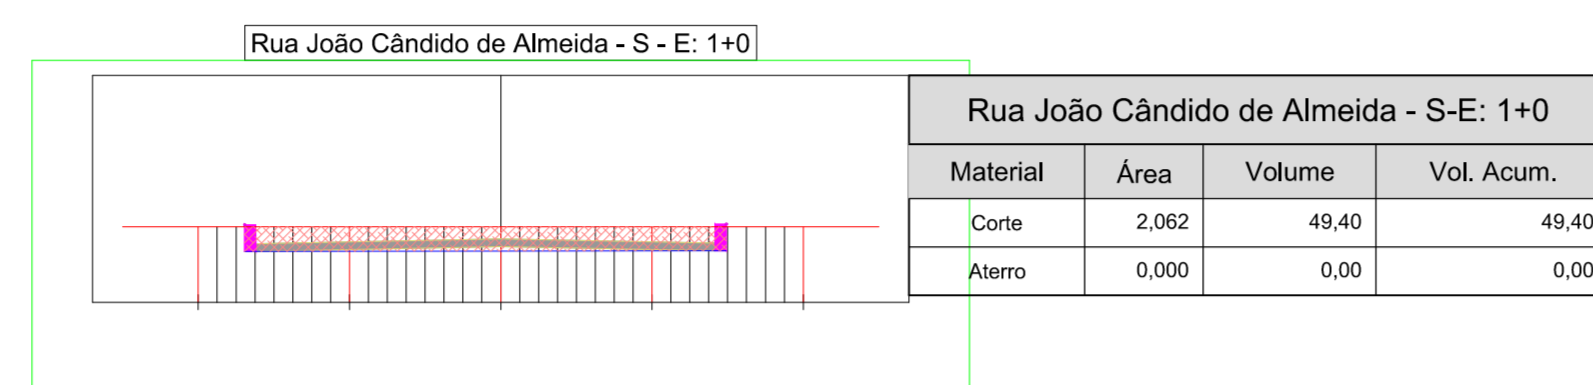 Rua João Cândido de Almeida - S - E: 1+0
Rua João Cândido de Almeida - S-E: 1+0
Material Área Volume Vol. Acum.
Corte 2,062 49,40 49,40
Aterro 0,000 0,00 0,00